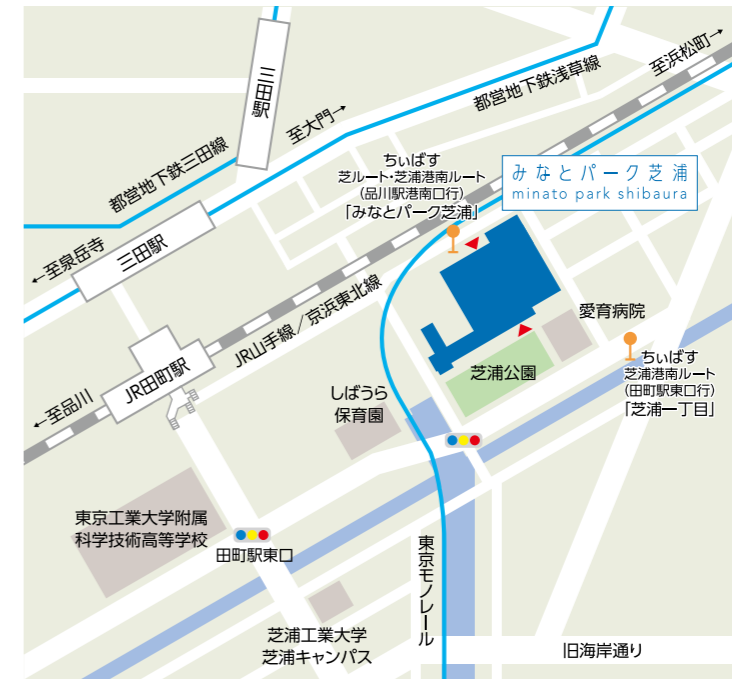 三田駅
至浜松町→
都営地下鉄浅草線
至大門→
都営地下鉄三田線
ちぃばす
芝ルート・芝浦港南ルート
(品川駅港南口行)
「みなとパーク芝浦」
みなとパーク芝浦
minato park shibaura
←至泉岳寺
三田駅
JR山手線／京浜東北線
愛育病院
JR田町駅
←至品川
芝浦公園
ちぃばす
芝浦港南ルート
(田町駅東口行)
「芝浦一丁目」
しばうら
保育園
東京工業大学附属
科学技術高等学校
田町駅東口
東京モノレール
芝浦工業大学
芝浦キャンパス
旧海岸通り